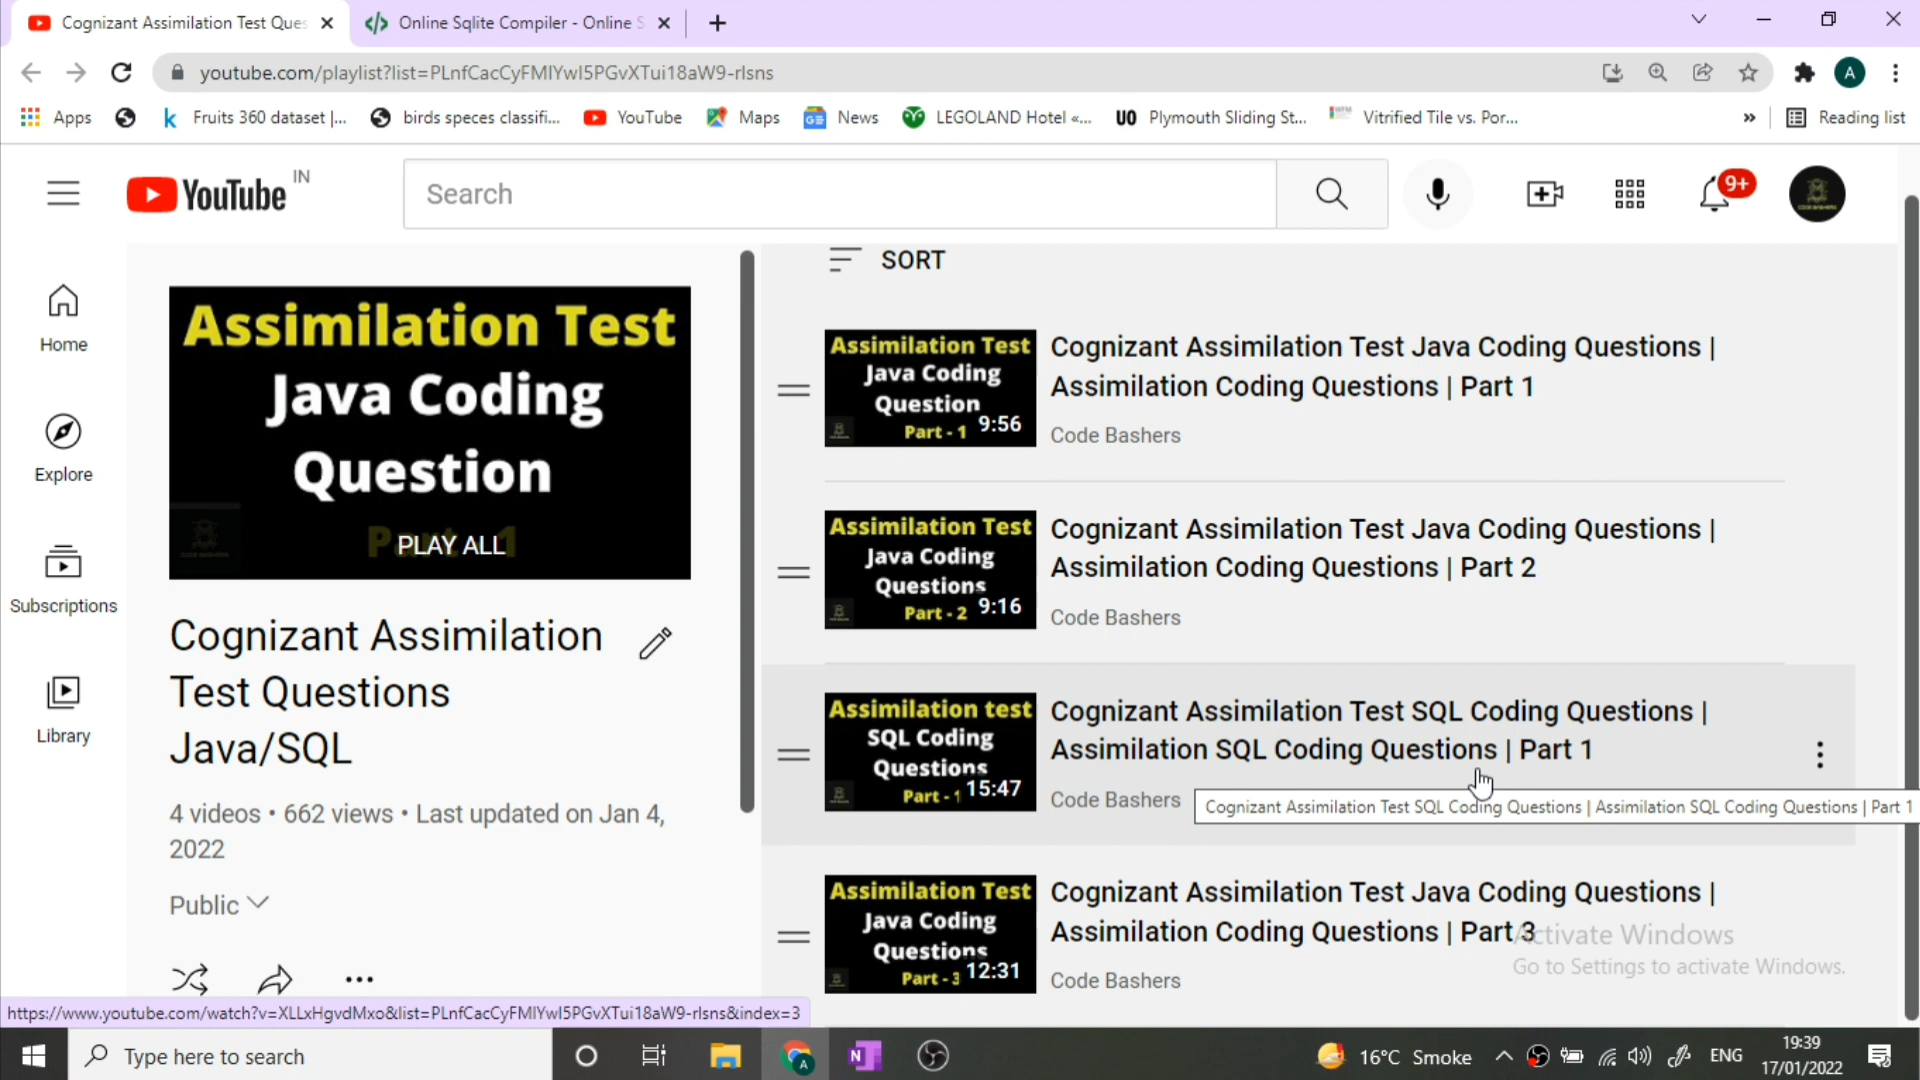 Cognizant Assimilation Test Ques
Online Sqlite Compiler - Online S
youtube.com/playlist?list=PLnfCacCyFMIYwI5PGvXTui18aW9-rlsns
A
Apps
k Fruits 360 dataset |...
birds speces classifi...
YouTube
Maps
GE News
LEGOLAND Hotel «...
UO Plymouth Sliding St...
Vitrified Tile vs. Por...
»
Reading list
YouTube IN
Search
9+
Home
Explore
Subscriptions
Library
Assimilation Test
Java Coding
Question
Part - 1
PLAY ALL
Cognizant Assimilation
Test Questions
Java/SQL
4 videos • 662 views • Last updated on Jan 4,
2022
Public
SORT
Assimilation Test
Java Coding
Question
Part - 1
9:56
Cognizant Assimilation Test Java Coding Questions |
Assimilation Coding Questions | Part 1
Code Bashers
Assimilation Test
Java Coding
Questions
Part - 2
9:16
Cognizant Assimilation Test Java Coding Questions |
Assimilation Coding Questions | Part 2
Code Bashers
Assimilation test
SQL Coding
Questions
Part - 1
15:47
Cognizant Assimilation Test SQL Coding Questions |
Assimilation SQL Coding Questions | Part 1
Code Bashers
Cognizant Assimilation Test SQL Coding Questions | Assimilation SQL Coding Questions | Part 1
Assimilation Test
Java Coding
Questions
Part - 3
12:31
Cognizant Assimilation Test Java Coding Questions |
Assimilation Coding Questions | Part 3
Code Bashers
Activate Windows
Go to Settings to activate Windows.
https://www.youtube.com/watch?v=XLLxHgvdMxo&list=PLnfCacCyFMIYwI5PGvXTui18aW9-rlsns&index=3
Type here to search
A
N
16°C Smoke
ENG
19:39
17/01/2022